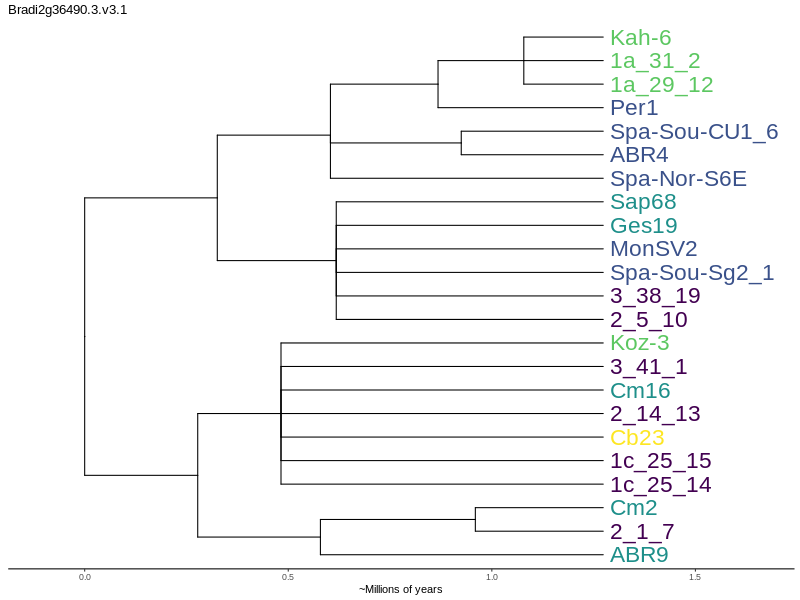 Bradi2g36490.3.v3.1
Kah-6
1a_31_2
1a_29_12
Per1
Spa-Sou-CU1_6
ABR4
Spa-Nor-S6E
Sap68
Ges19
MonSV2
Spa-Sou-Sg2_1
3_38_19
2_5_10
Koz-3
3_41_1
Cm16
2_14_13
Cb23
1c_25_15
1c_25_14
Cm2
2_1_7
ABR9
0.0 0.5 1.0 1.5
~Millions of years